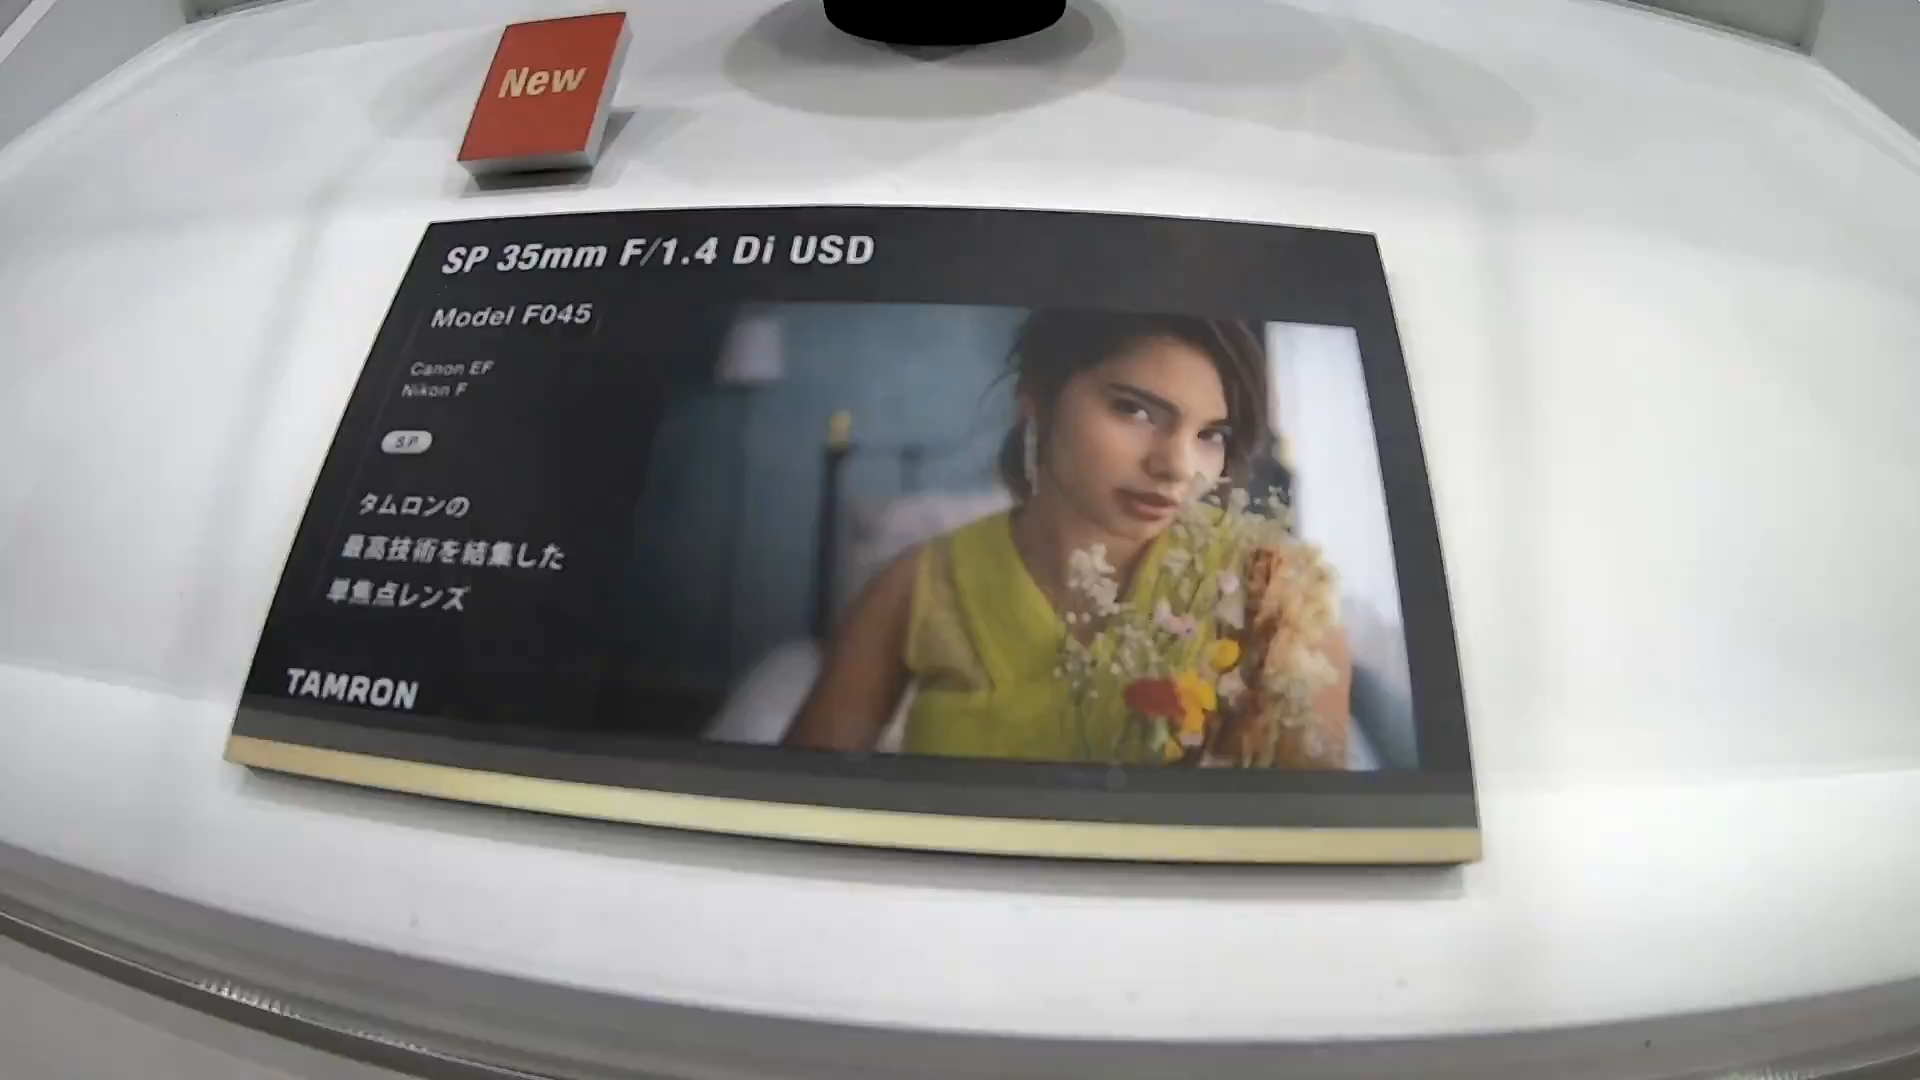 New
SP 35mm F/1.4 Di USD
Model F045
Canon EF
Nikon F
SP
タムロンの
最高技術を結集した
単焦点レンズ
TAMRON